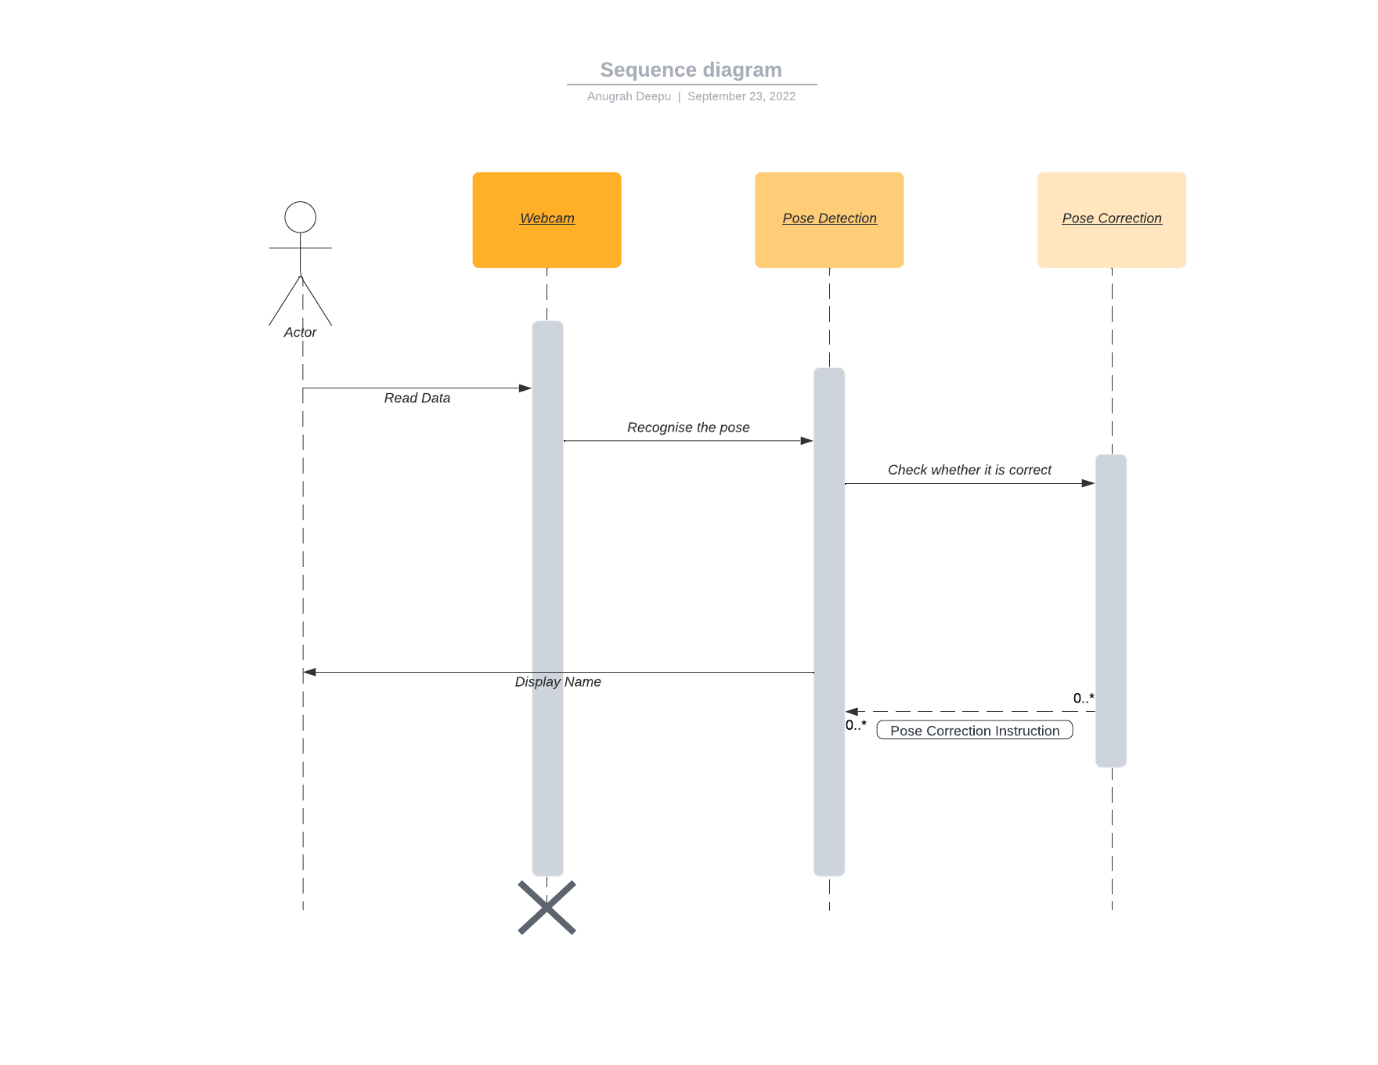 Sequence diagram
Anugrah Deepu | September 23, 2022
Webcam
Pose Detection
Pose Correction
Actor
Read Data
Recognise the pose
Check whether it is correct
Display Name
0..*
0..*
Pose Correction Instruction